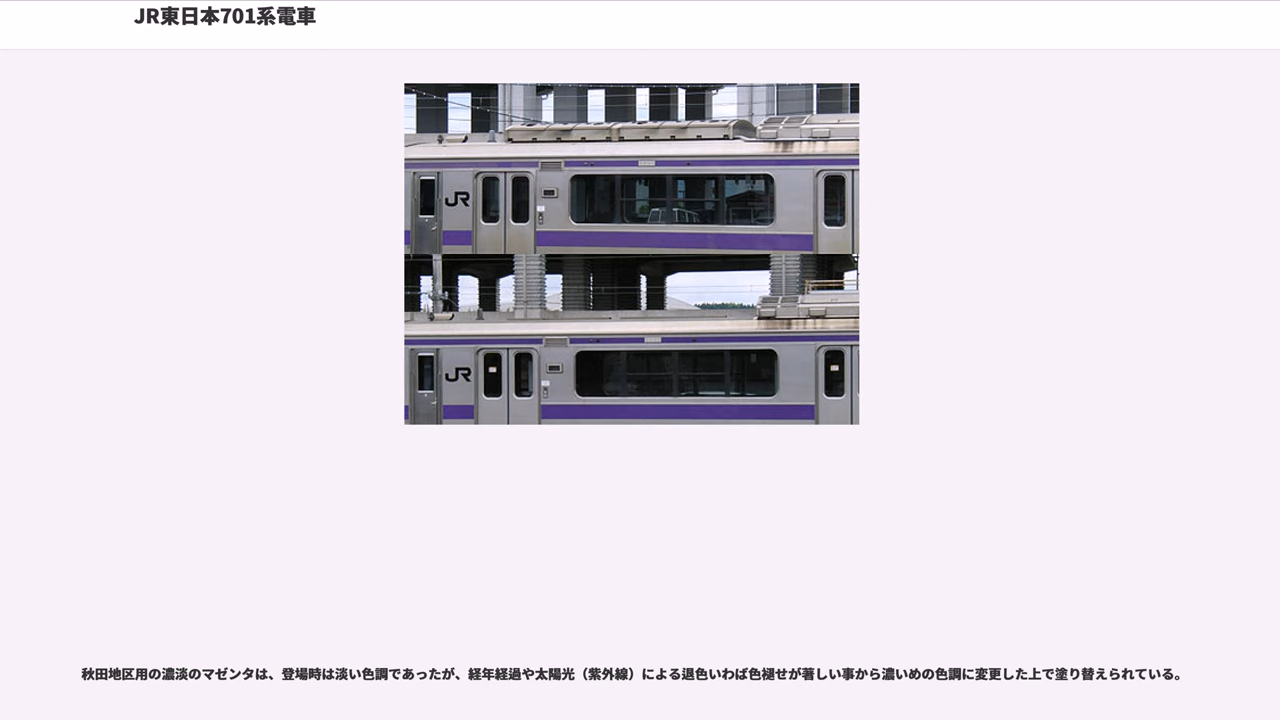 JR東日本701系電車
JR
JR
秋田地区用の濃淡のマゼンタは、登場時は淡い色調であったが、経年経過や太陽光（紫外線）による退色いわば色褪せが著しい事から濃いめの色調に変更した上で塗り替えられている。